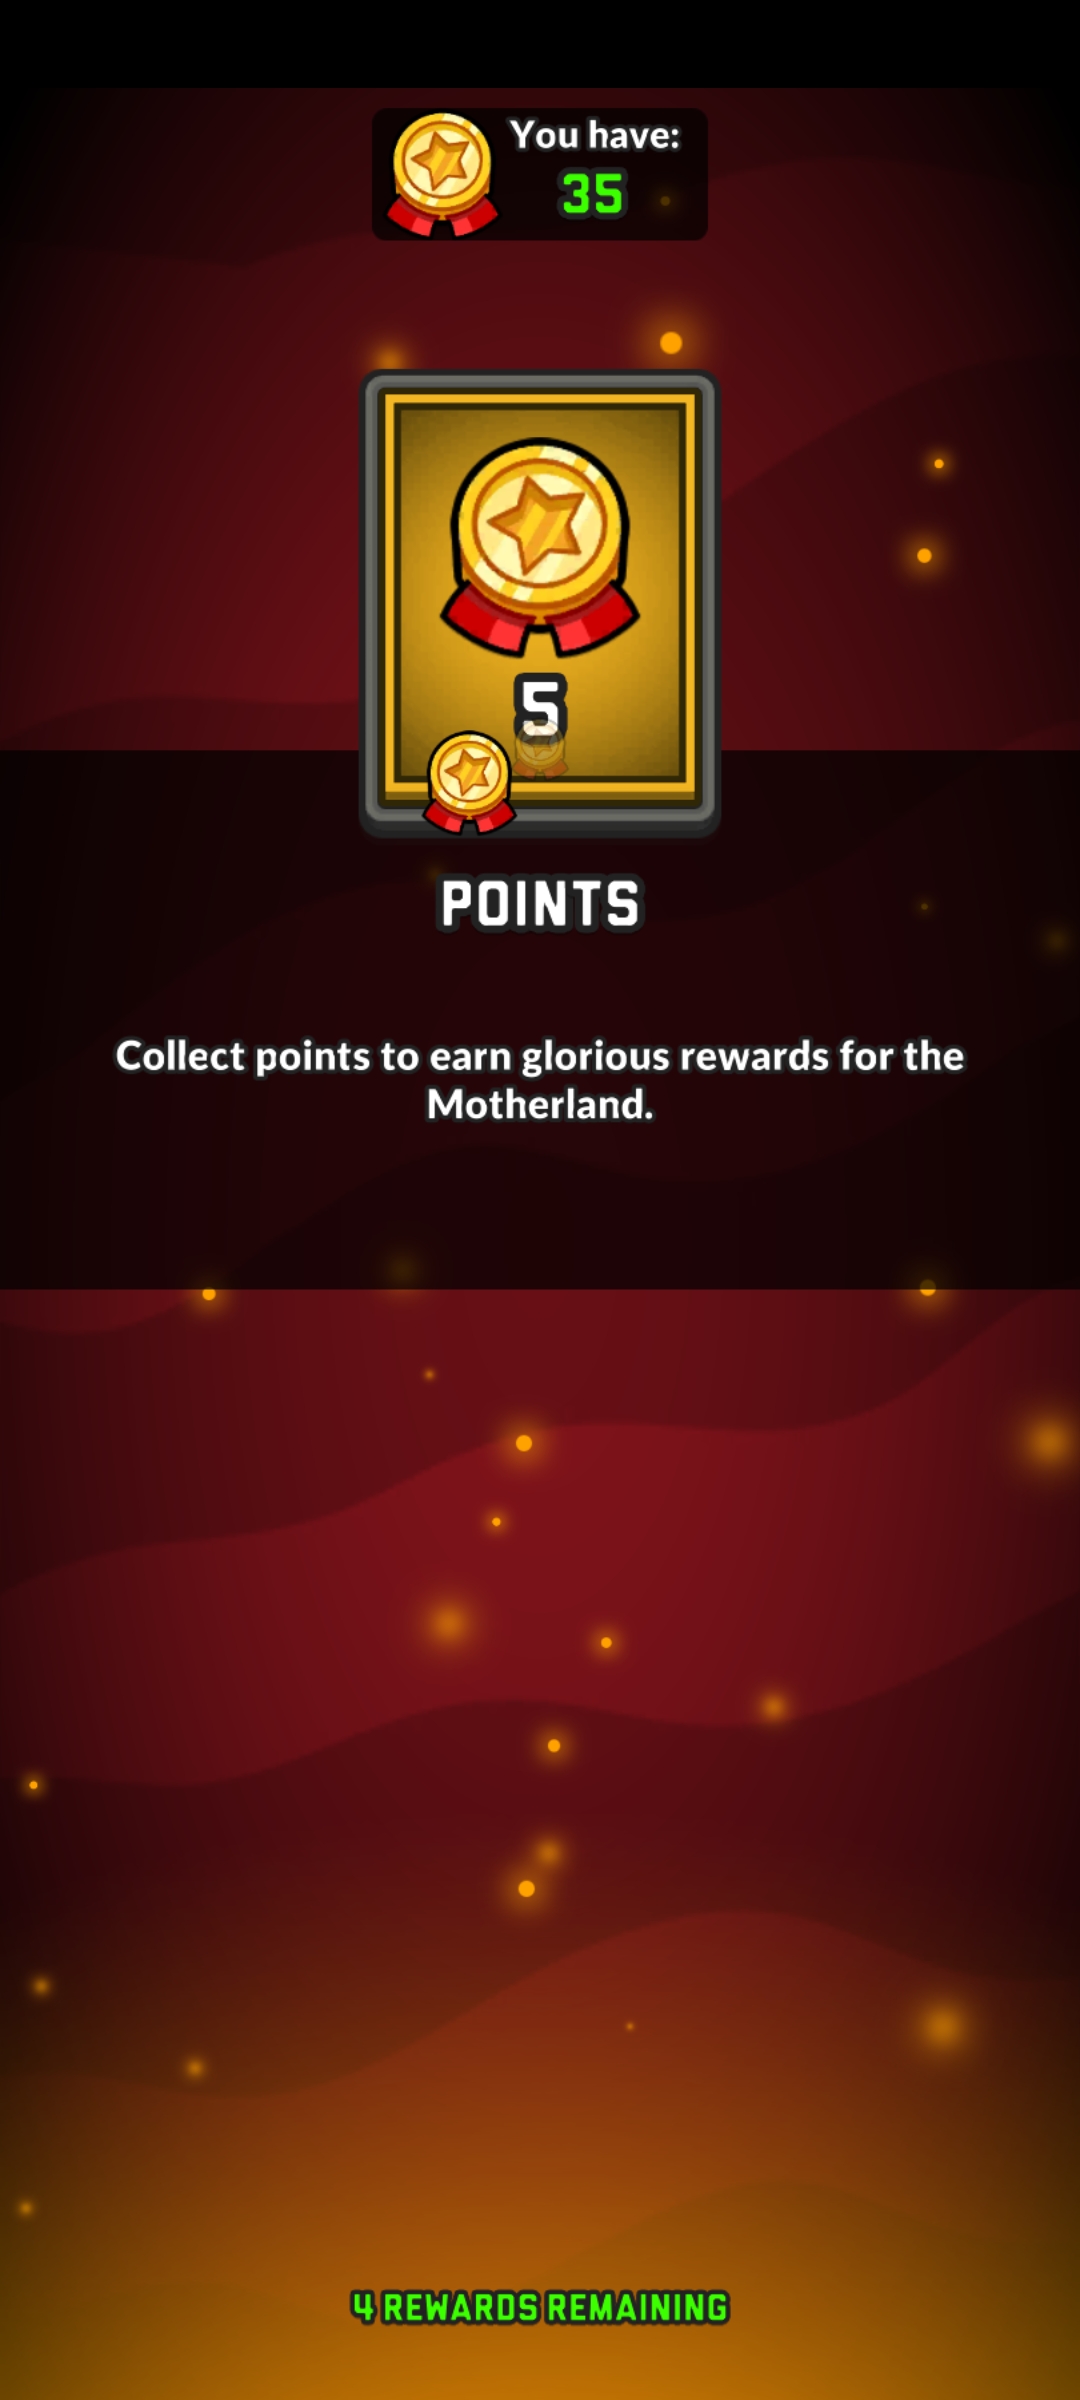 You have:
35
5
POINTS
Collect points to earn glorious rewards for the
Motherland.
4 REWARDS REMAINING